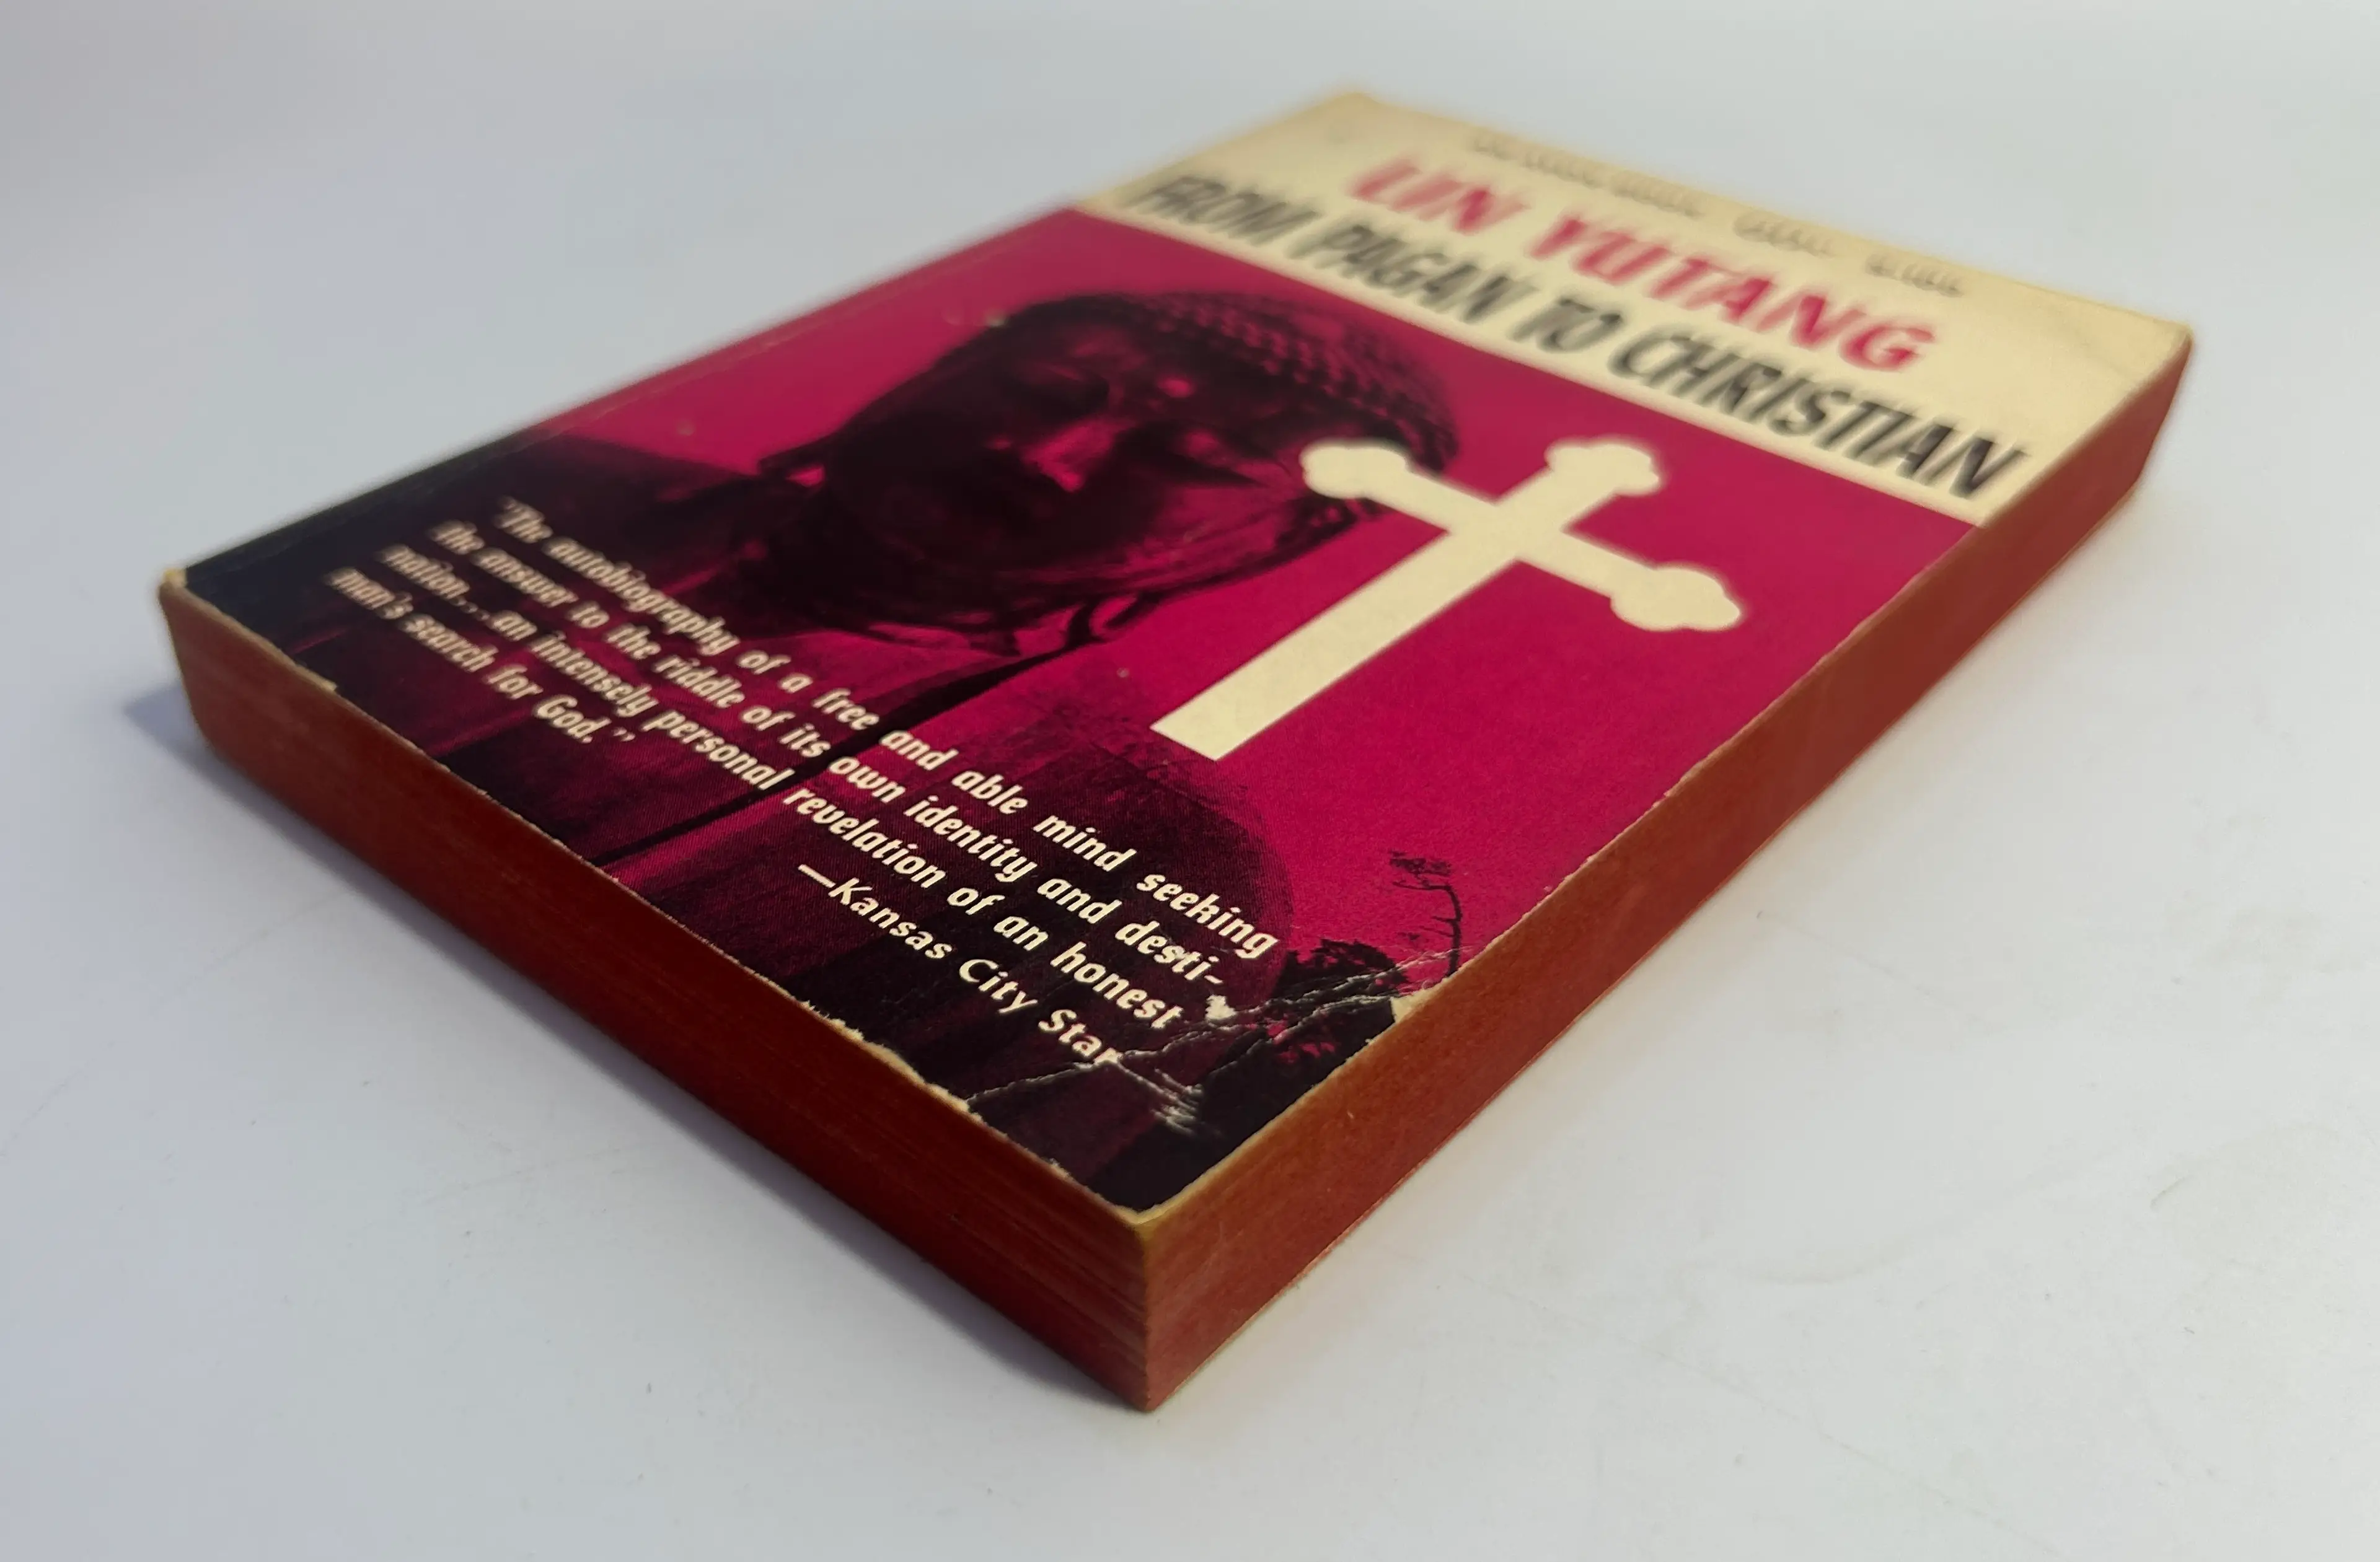 LIN YUTANG
FROM PAGAN TO CHRISTIAN
"The autobiography of a free and able mind seeking
the answer to the riddle of its own identity and desti-
nation...an intensely personal revelation of an honest
man's search for God."
—Kansas City Star